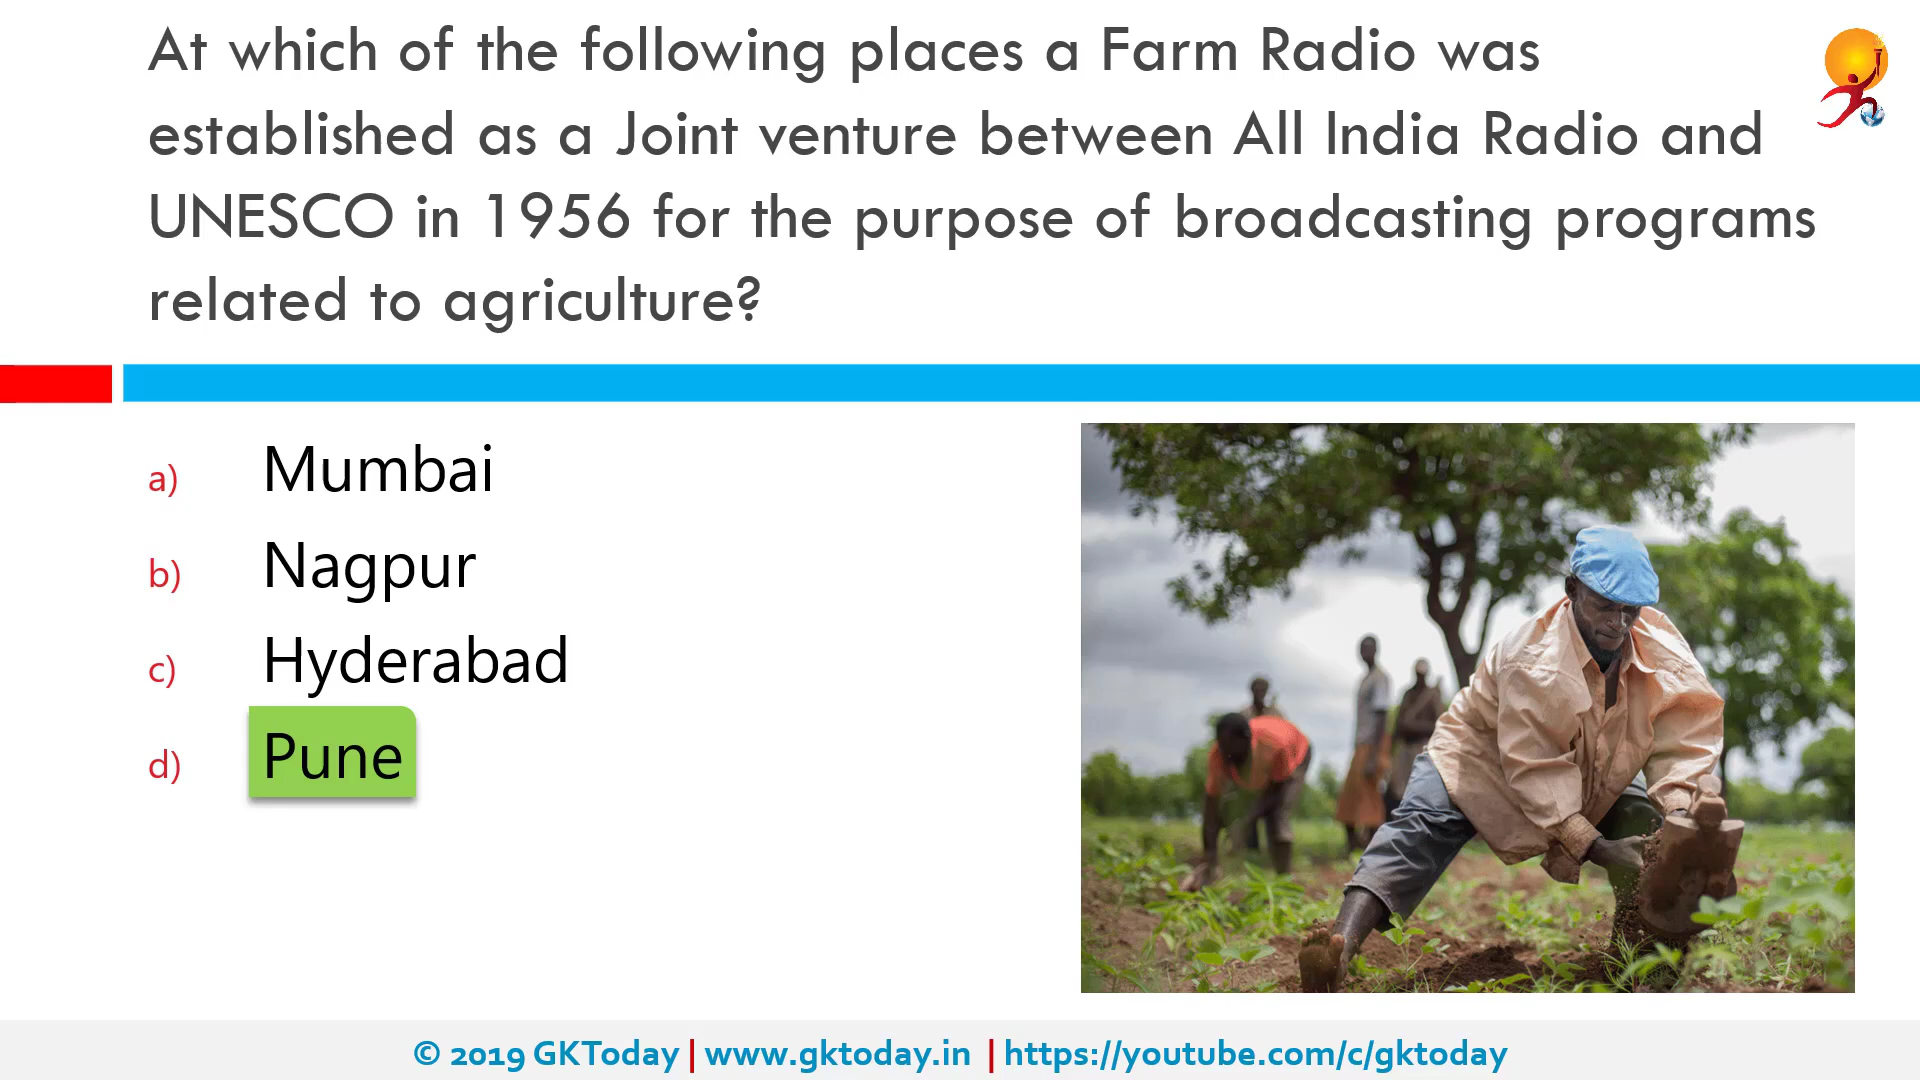 At which of the following places a Farm Radio was
established as a Joint venture between All India Radio and
UNESCO in 1956 for the purpose of broadcasting programs
related to agriculture?
a) Mumbai
b) Nagpur
c) Hyderabad
d) Pune
© 2019 GKToday | www.gktoday.in | https://youtube.com/c/gktoday